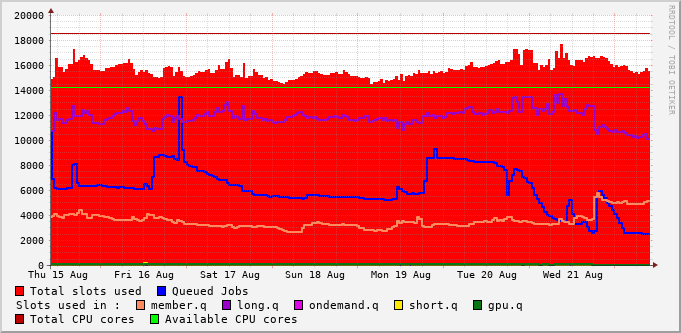 20000
18000
16000
14000
12000
10000
8000
6000
4000
2000
0
Thu 15 Aug Fri 16 Aug Sat 17 Aug Sun 18 Aug Mon 19 Aug Tue 20 Aug Wed 21 Aug
Total slots used Queued Jobs
Slots used in : member.q long.q ondemand.q short.q gpu.q
Total CPU cores Available CPU cores
RRDTOOL / TOBI OETIKER